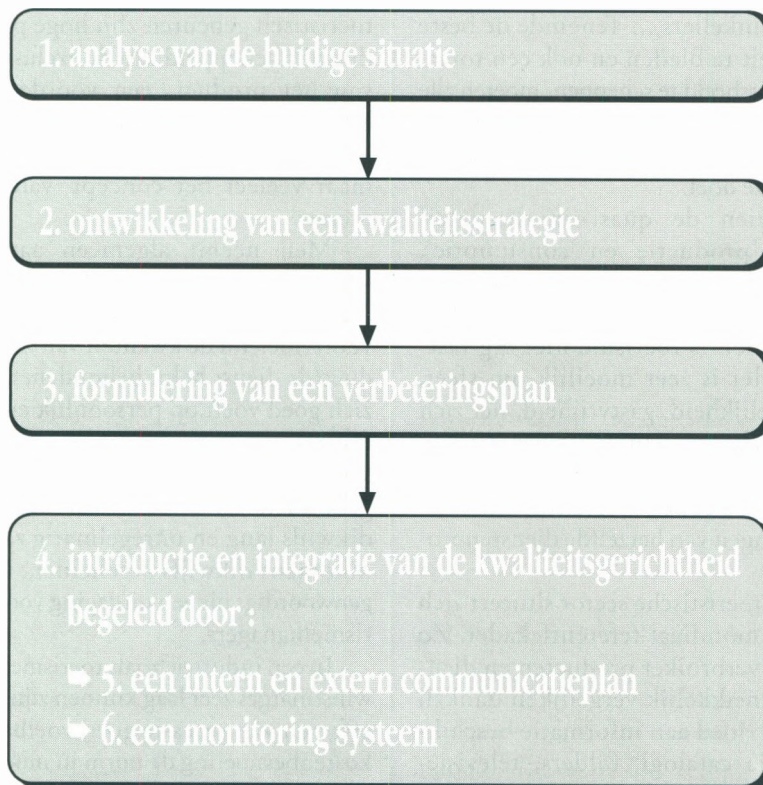 1. analyse van de huidige situatie
2. ontwikkeling van een kwaliteitsstrategie
3. formulering van een verbeteringsplan
4. introductie en integratie van de kwaliteitsgerichtheid
begeleid door :
➥ 5. een intern en extern communicatieplan
➥ 6. een monitoring systeem